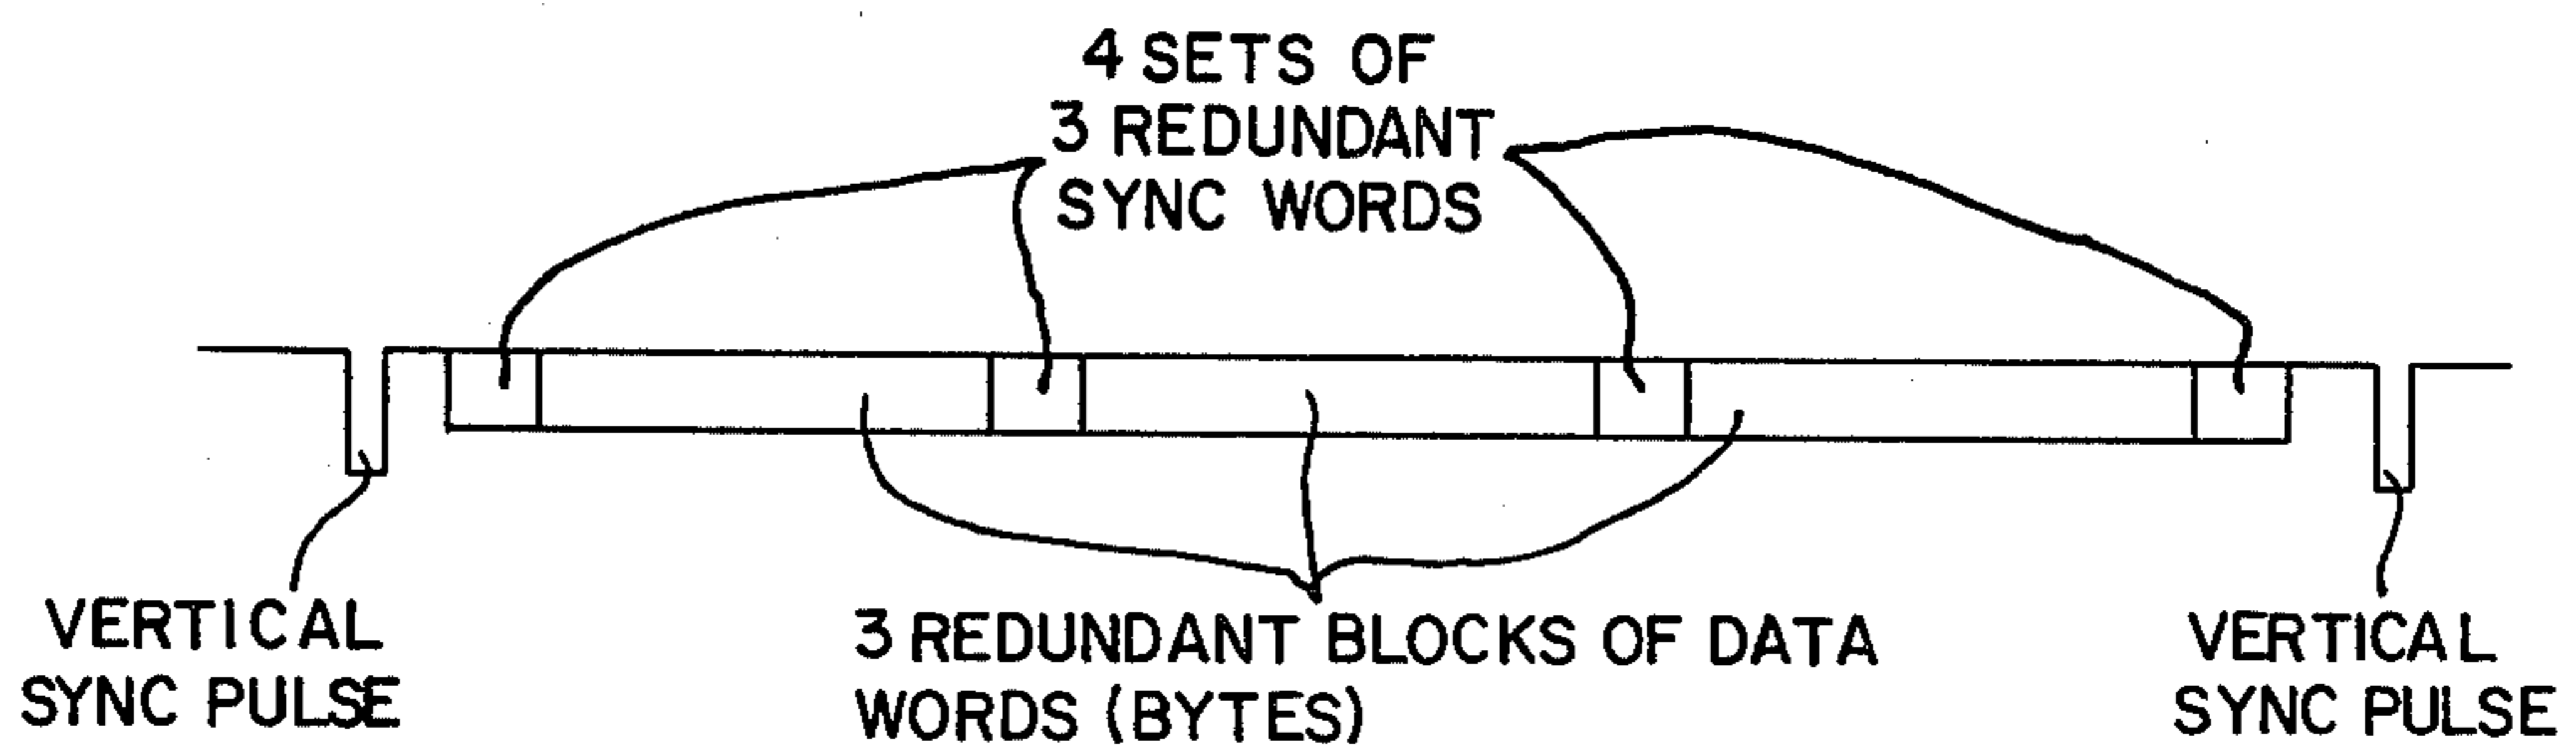 4 SETS OF
3 REDUNDANT
SYNC WORDS
VERTICAL
SYNC PULSE
3 REDUNDANT BLOCKS OF DATA
WORDS (BYTES)
VERTICAL
SYNC PULSE